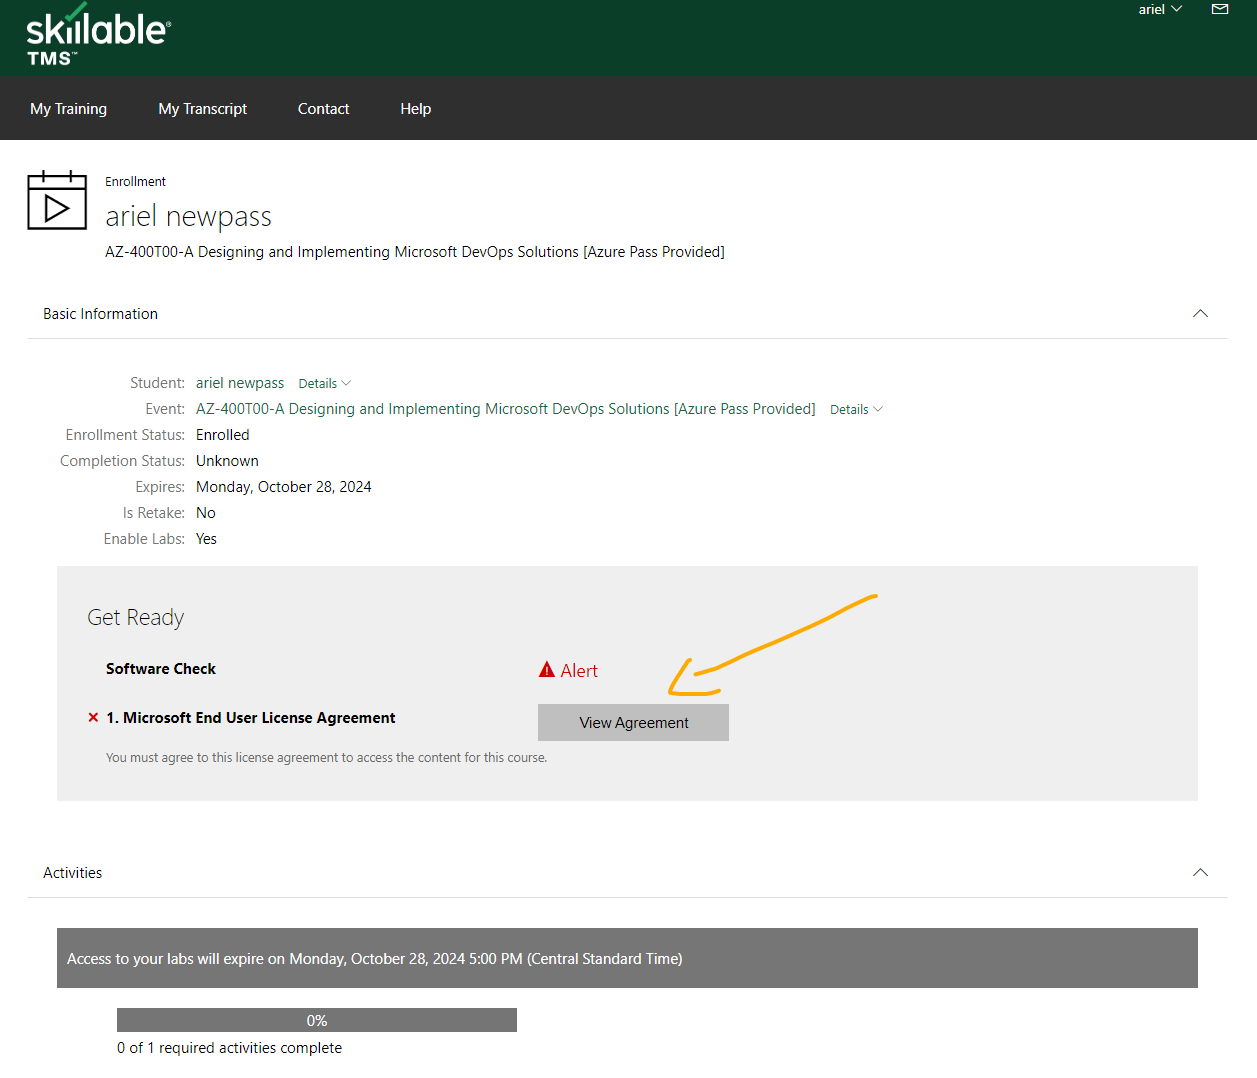 skillable®
TMS™
ariel
My Training My Transcript Contact Help
Enrollment
ariel newpass
AZ-400T00-A Designing and Implementing Microsoft DevOps Solutions [Azure Pass Provided]
Basic Information
Student: ariel newpass Details
Event: AZ-400T00-A Designing and Implementing Microsoft DevOps Solutions [Azure Pass Provided] Details
Enrollment Status: Enrolled
Completion Status: Unknown
Expires: Monday, October 28, 2024
Is Retake: No
Enable Labs: Yes
Get Ready
Software Check Alert
1. Microsoft End User License Agreement View Agreement
You must agree to this license agreement to access the content for this course.
Activities
Access to your labs will expire on Monday, October 28, 2024 5:00 PM (Central Standard Time)
0%
0 of 1 required activities complete